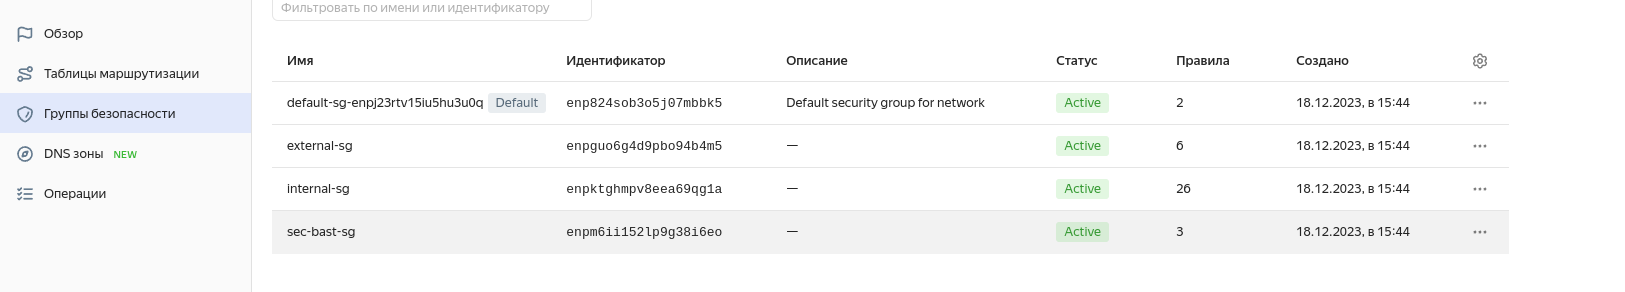 Фильтровать по имени или идентификатору
Обзор
Таблицы маршрутизации
Группы безопасности
DNS зоны NEW
Операции
Имя Идентификатор Описание Статус Правила Создано
default-sg-enpj23rtv15iu5hu3u0q Default enp824sob3o5j07mbbk5 Default security group for network Active 2 18.12.2023, в 15:44
external-sg enpguo6g4d9pbo94b4m5 — Active 6 18.12.2023, в 15:44
internal-sg enpktghmpv8eea69qg1a — Active 26 18.12.2023, в 15:44
sec-bast-sg enpm6ii152lp9g38i6eo — Active 3 18.12.2023, в 15:44